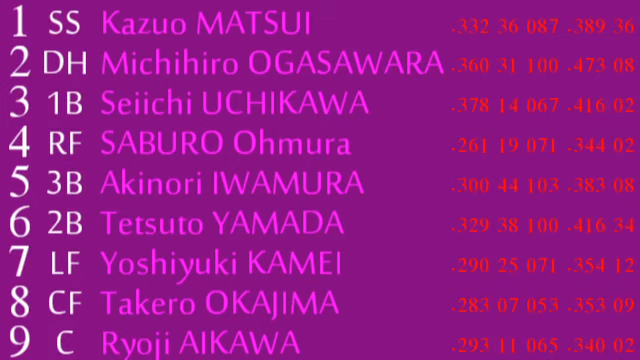 1 SS Kazuo MATSUI .332 36 087 .389 36
2 DH Michihiro OGASAWARA .360 31 100 .473 08
3 1B Seiichi UCHIKAWA .378 14 067 .416 02
4 RF SABURO Ohmura .261 19 071 .344 02
5 3B Akinori IWAMURA .300 44 103 .383 08
6 2B Tetsuto YAMADA .329 38 100 .416 34
7 LF Yoshiyuki KAMEI .290 25 071 .354 12
8 CF Takero OKAJIMA .283 07 053 .353 09
9 C Ryoji AIKAWA .293 11 065 .340 02